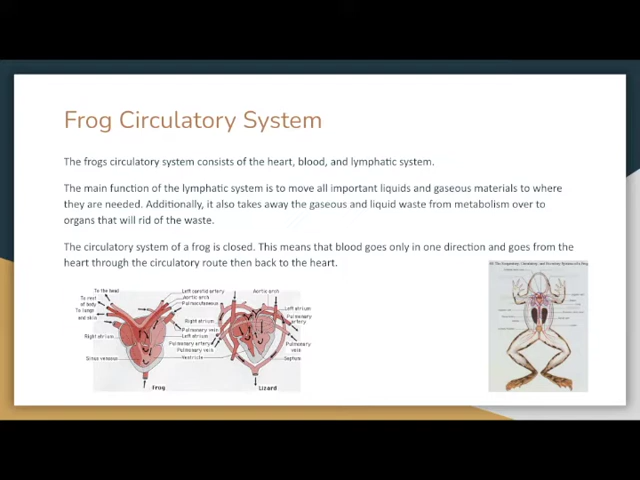 Frog Circulatory System
The frogs circulatory system consists of the heart, blood, and lymphatic system.
The main function of the lymphatic system is to move all important liquids and gaseous materials to where
they are needed. Additionally, it also takes away the gaseous and liquid waste from metabolism over to
organs that will rid of the waste.
The circulatory system of a frog is closed. This means that blood goes only in one direction and goes from the
heart through the circulatory route then back to the heart.
To the head
To rest
of body
To lungs
and skin
Right atrium
Sinus venosus
Left carotid artery
Aortic arch
Pulmocutaneous
Right atrium
Pulmonary vein
Left atrium
Pulmonary artery
Pulmonary vein
Ventricle
Frog
Aortic arch
Left atrium
Pulmonary
artery
Pulmonary
vein
Septum
Lizard